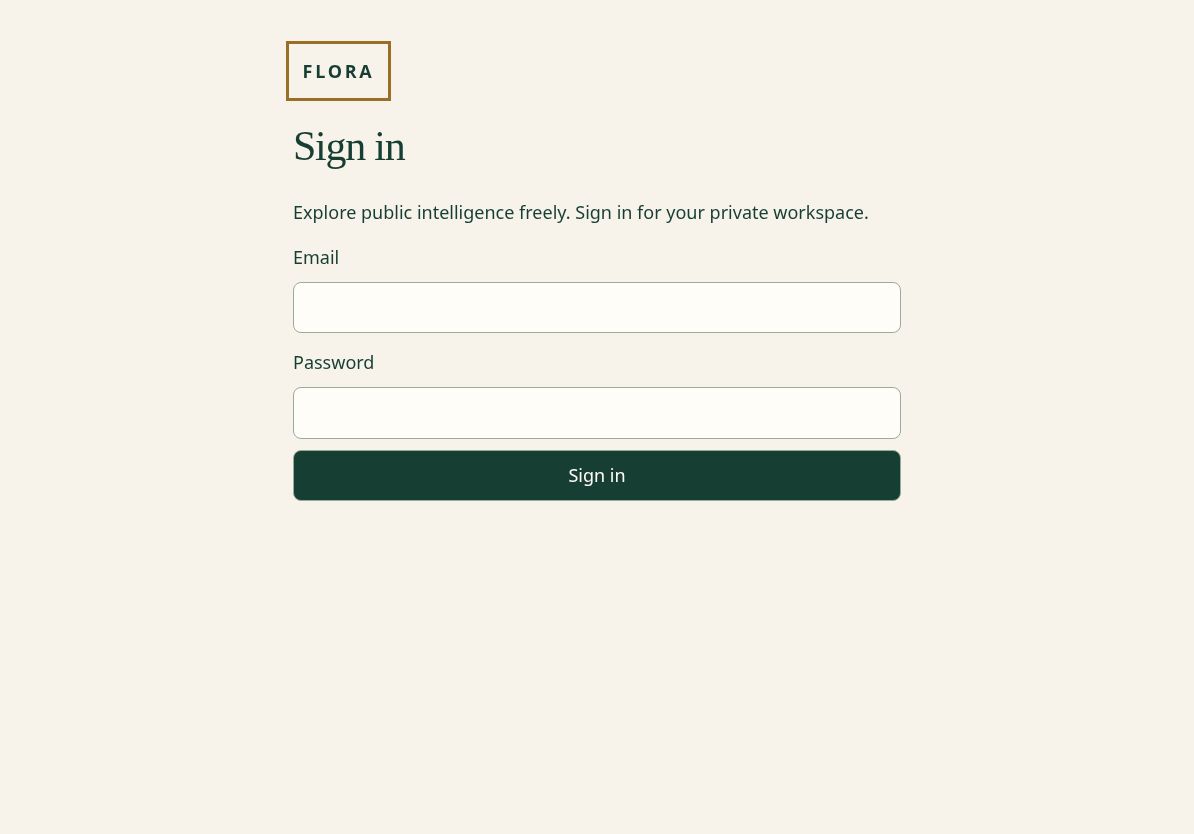 FLORA
Sign in
Explore public intelligence freely. Sign in for your private workspace.
Email
Password
Sign in